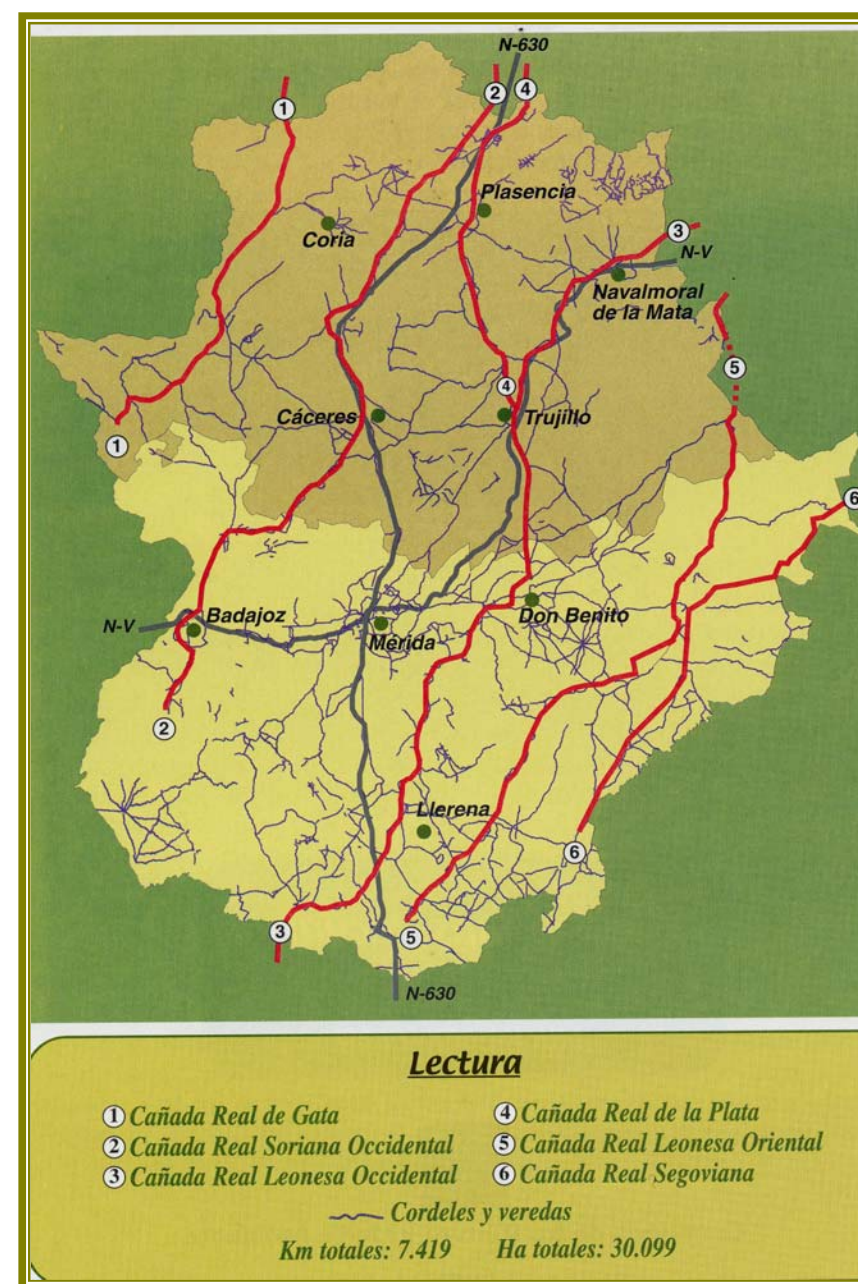 N-630
1
2
4
Plasencia
Coria
3
N-V
Navalmoral
de la Mata
5
4
Cáceres
Trujillo
1
6
Badajoz
N-V
Mérida
Don Benito
2
Llerena
6
3
5
N-630
Lectura
1 Cañada Real de Gata
2 Cañada Real Soriana Occidental
3 Cañada Real Leonesa Occidental
4 Cañada Real de la Plata
5 Cañada Real Leonesa Oriental
6 Cañada Real Segoviana
Cordeles y veredas
Km totales: 7.419 Ha totales: 30.099